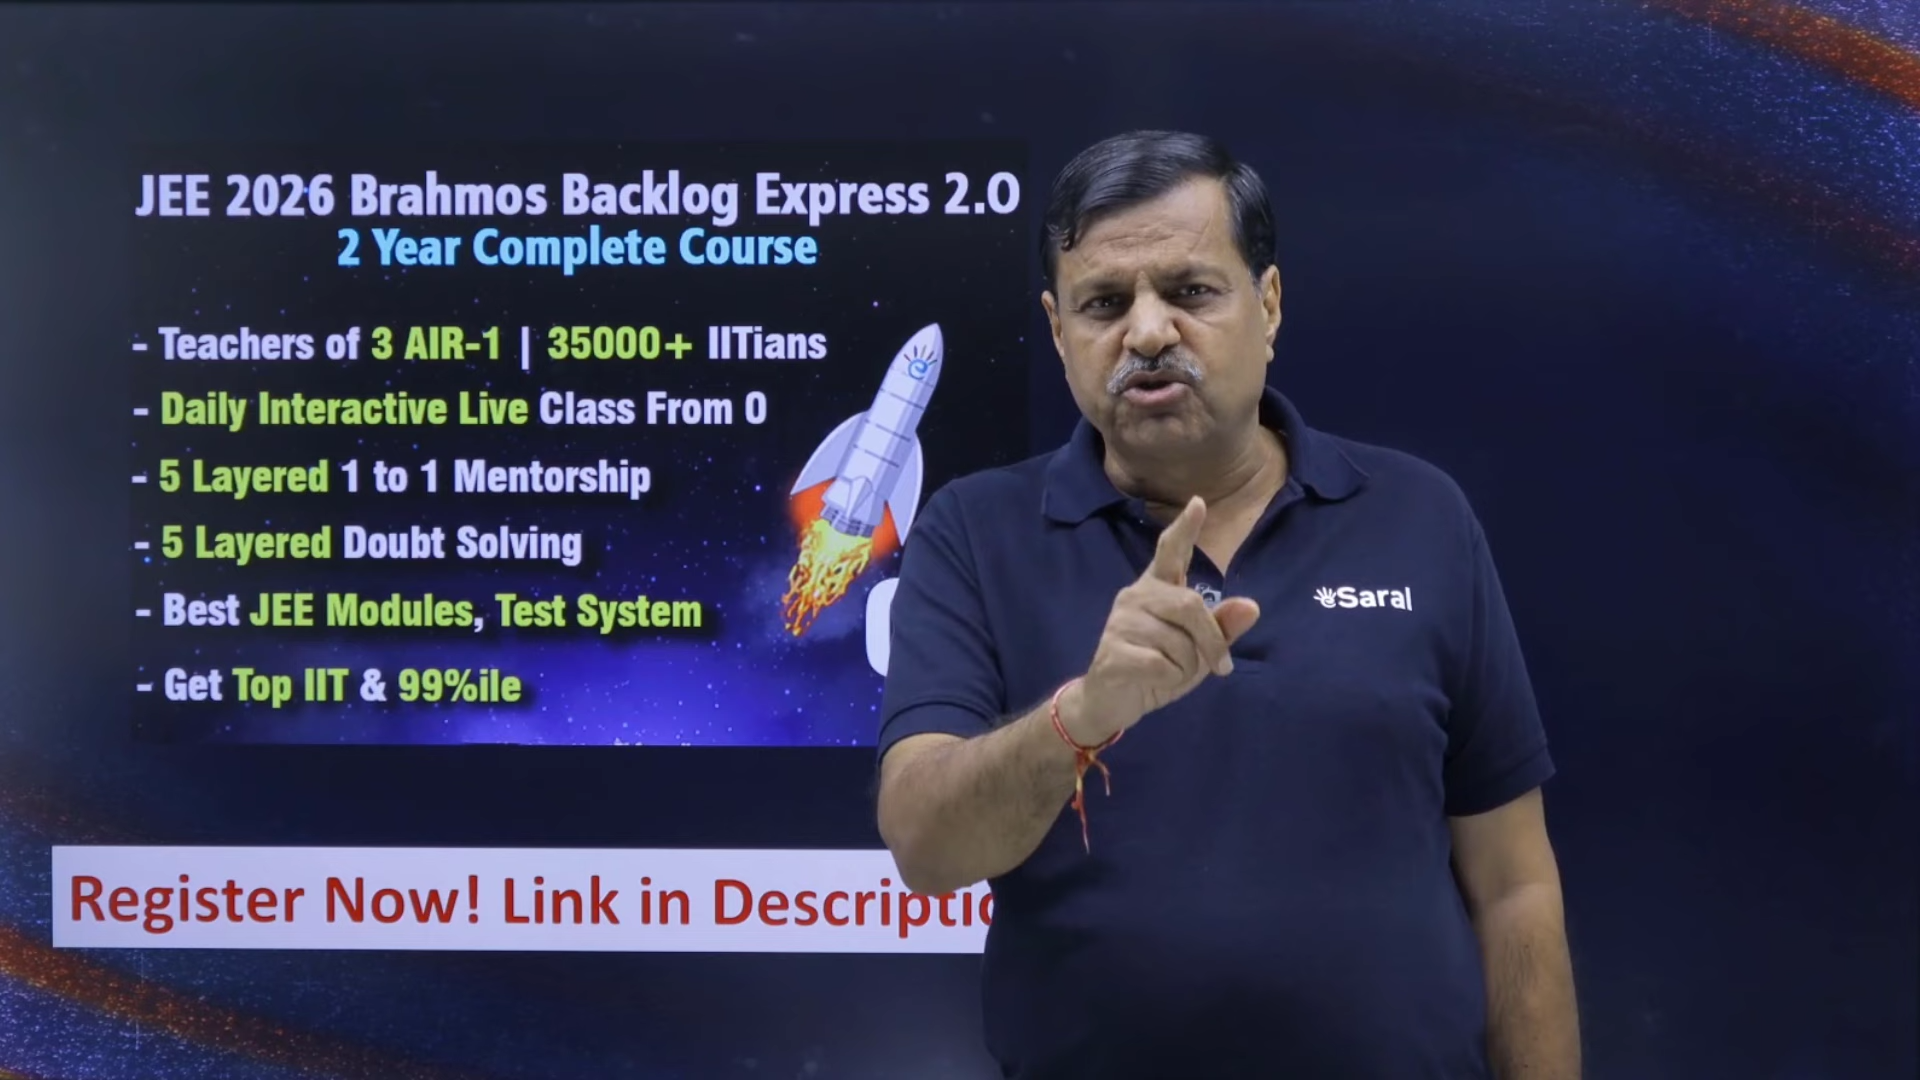 JEE 2026 Brahmos Backlog Express 2.0
2 Year Complete Course
- Teachers of 3 AIR-1 | 35000+ IITians
- Daily Interactive Live Class From 0
- 5 Layered 1 to 1 Mentorship
- 5 Layered Doubt Solving
- Best JEE Modules, Test System
- Get Top IIT & 99%ile
eSaral
Register Now! Link in Descriptio